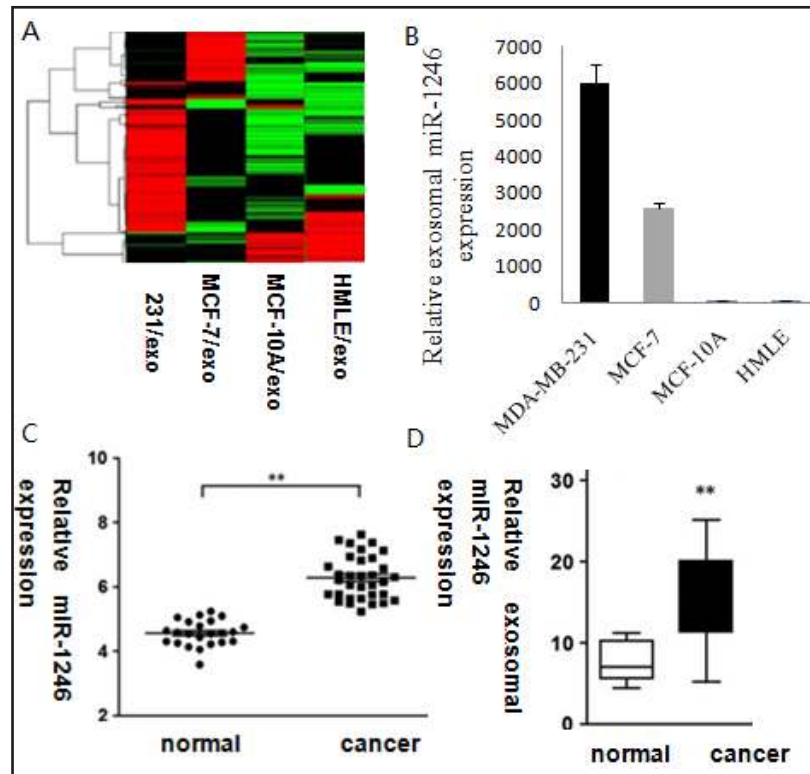 A
231/exo
MCF-7/exo
MCF-10A/exo
HMLE/exo
B
Relative exosomal miR-1246
expression
7000
6000
5000
4000
3000
2000
1000
0
MDA-MB-231
MCF-7
MCF-10A
HMLE
C
Relative miR-1246
expression
10
8
6
4
2
**
normal
cancer
D
Relative exosomal
miR-1246
expression
30
20
10
0
**
normal
cancer